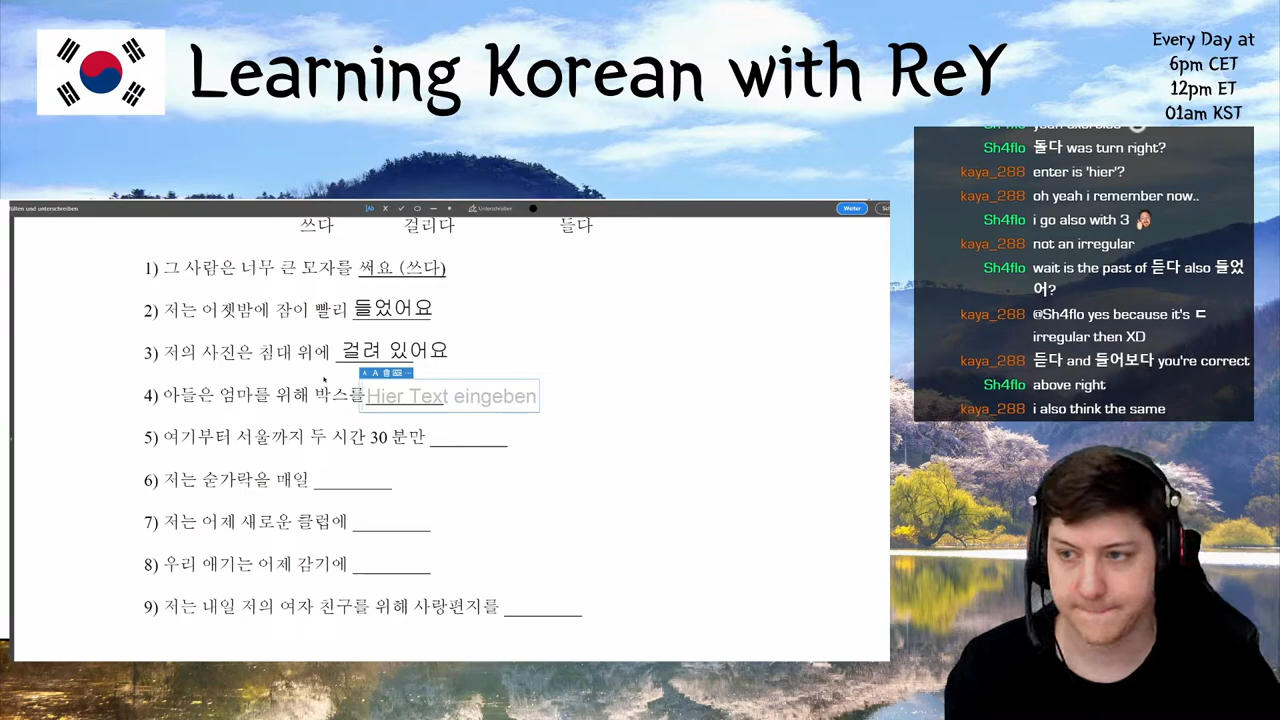 Learning Korean with ReY
Every Day at
6pm CET
12pm ET
01am KST
Sh4flo 돌다 was turn right?
kaya_288 enter is 'hier'?
kaya_288 oh yeah i remember now..
Sh4flo i go also with 3
kaya_288 not an irregular
Sh4flo wait is the past of 듣다 also 들었
어?
kaya_288 @Sh4flo yes because it's ㄷ
irregular then XD
kaya_288 듣다 and 들어보다 you're correct
Sh4flo above right
kaya_288 i also think the same
füllen und unterschreiben
Unterschreiben
Weiter
쓰다 걸리다 들다
1) 그 사람은 너무 큰 모자를 써요 (쓰다)
2) 저는 어젯밤에 잠이 빨리 들었어요
3) 저의 사진은 침대 위에 걸려 있어요
4) 아들은 엄마를 위해 박스를 Hier Text eingeben
5) 여기부터 서울까지 두 시간 30 분만
6) 저는 숟가락을 매일
7) 저는 어제 새로운 클럽에
8) 우리 애기는 어제 감기에
9) 저는 내일 저의 여자 친구를 위해 사랑편지를